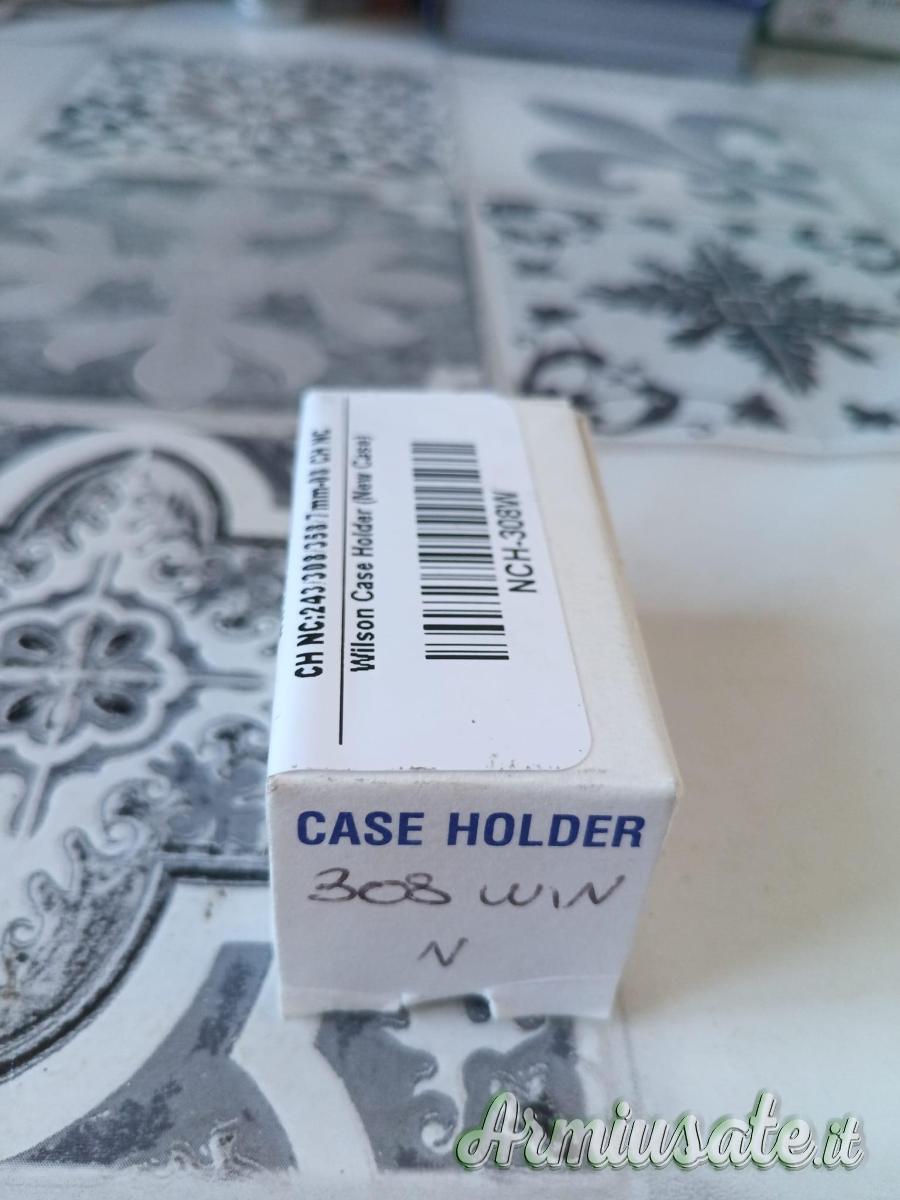 CH NC:243/308/358/7mm-08 CH NC
Wilson Case Holder (New Case)
NCH-308W
CASE HOLDER
308 WIN
N
Armiusate.it